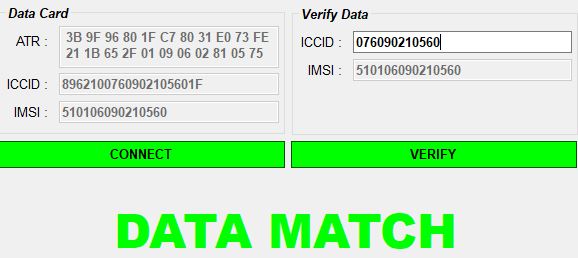 Data Card
ATR : 3B 9F 96 80 1F C7 80 31 E0 73 FE
21 1B 65 2F 01 09 06 02 81 05 75
ICCID : 8962100760902105601F
IMSI : 510106090210560
CONNECT
Verify Data
ICCID : 076090210560
IMSI : 510106090210560
VERIFY
DATA MATCH